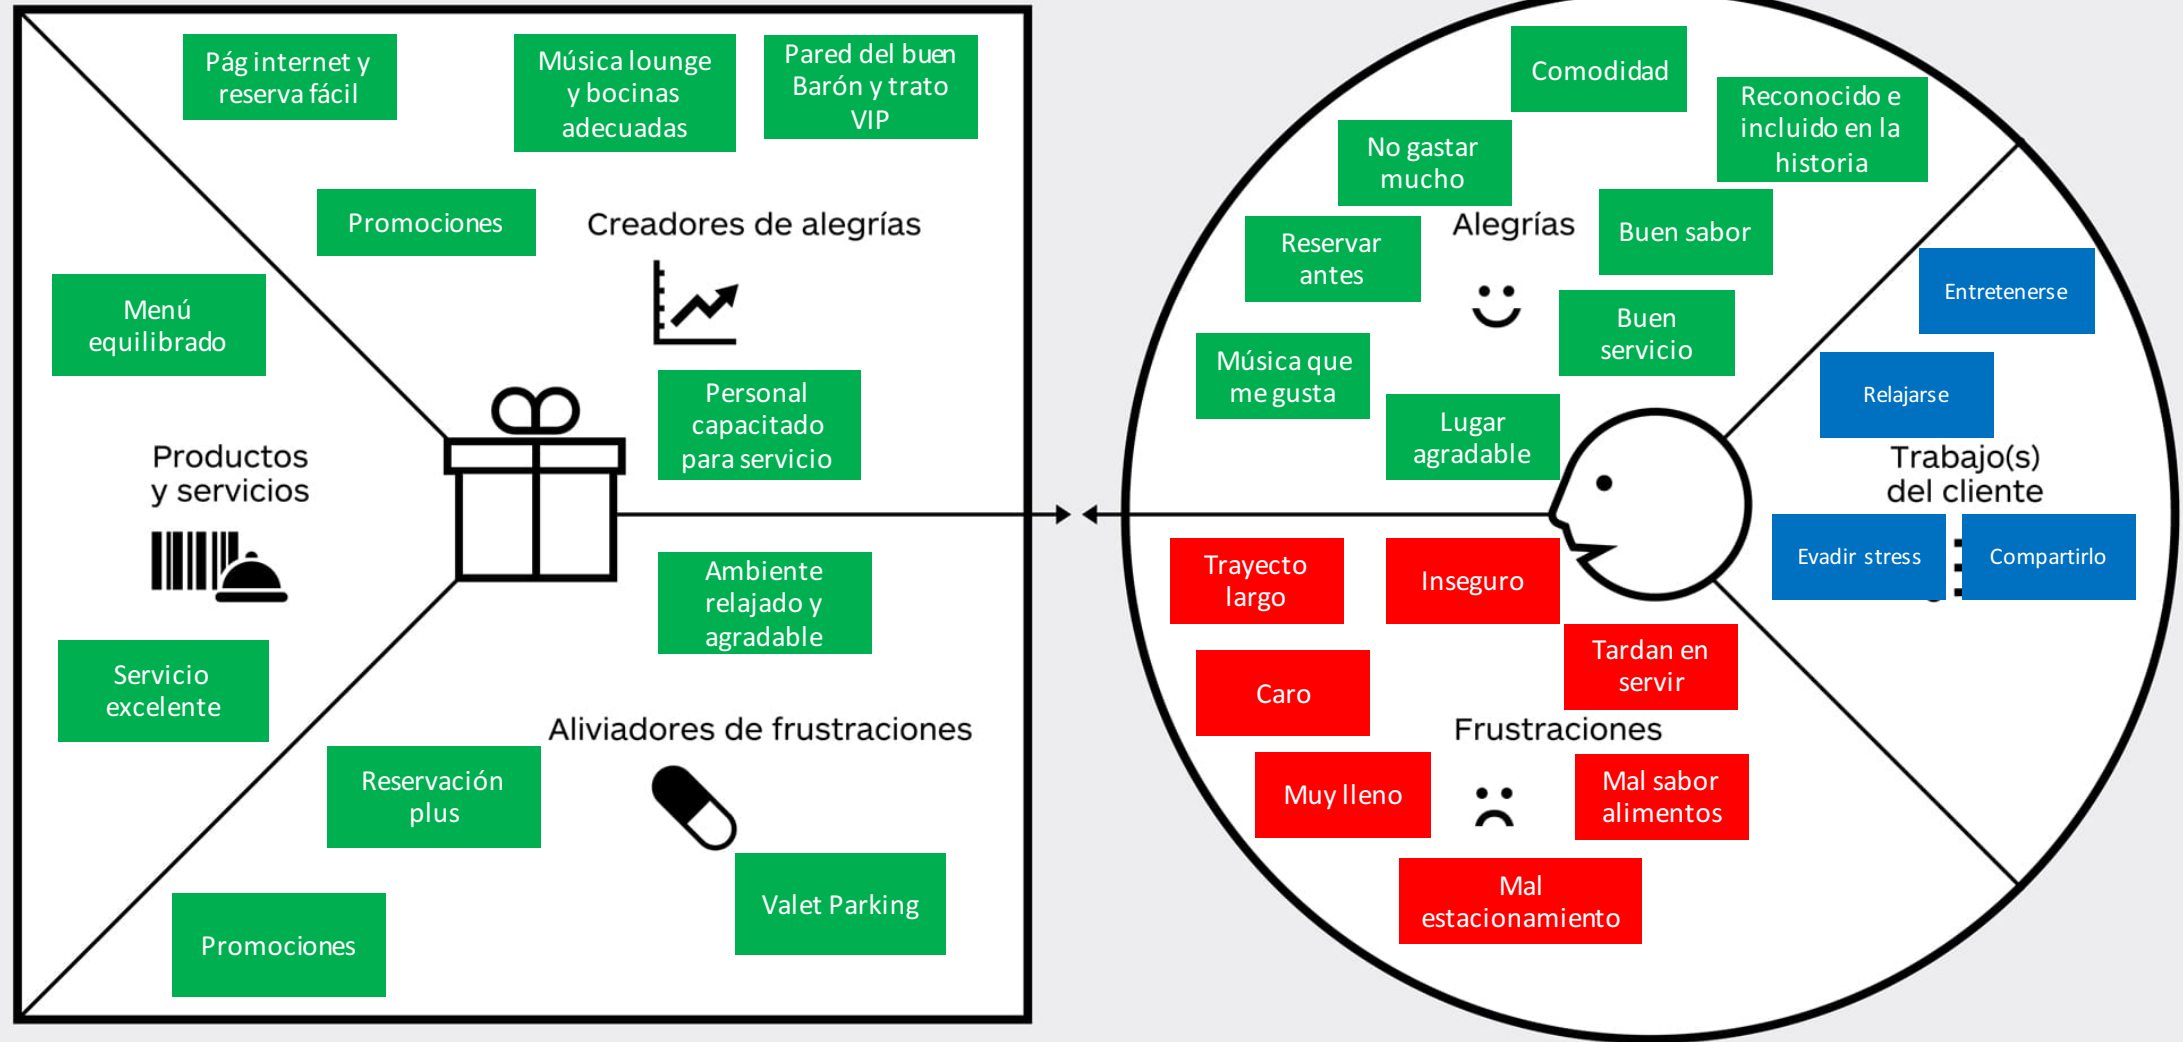 Pág internet y
reserva fácil
Música lounge
y bocinas
adecuadas
Pared del buen
Barón y trato
VIP
Promociones
Creadores de alegrías
Menú
equilibrado
Personal
capacitado
para servicio
Productos
y servicios
Ambiente
relajado y
agradable
Servicio
excelente
Aliviadores de frustraciones
Reservación
plus
Valet Parking
Promociones
Comodidad
Reconocido e
incluido en la
historia
No gastar
mucho
Alegrías
Buen sabor
Reservar
antes
Buen
servicio
Música que
me gusta
Lugar
agradable
Entretenerse
Relajarse
Trabajo(s)
del cliente
Evadir stress
Compartirlo
Trayecto
largo
Inseguro
Tardan en
servir
Caro
Frustraciones
Muy lleno
Mal sabor
alimentos
Mal
estacionamiento